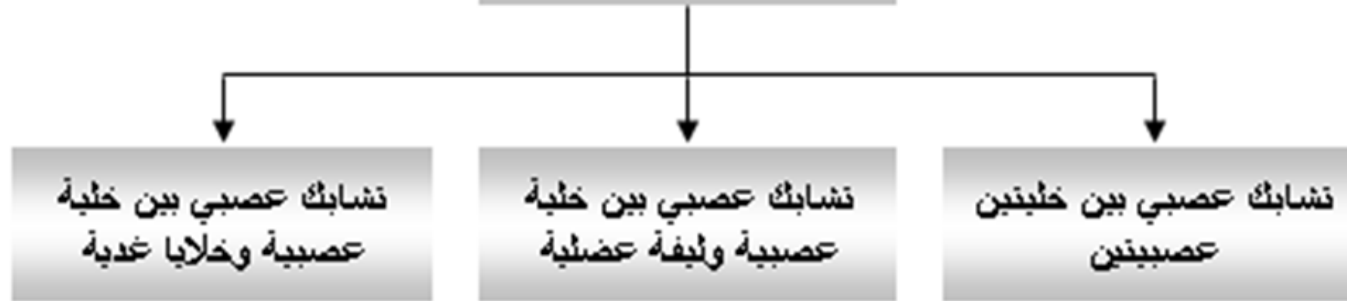 تشابك عصبي بين خليتين
عصبيتين
تشابك عصبي بين خلية
عصبية وليفة عضلية
تشابك عصبي بين خلية
عصبية وخلايا غدية